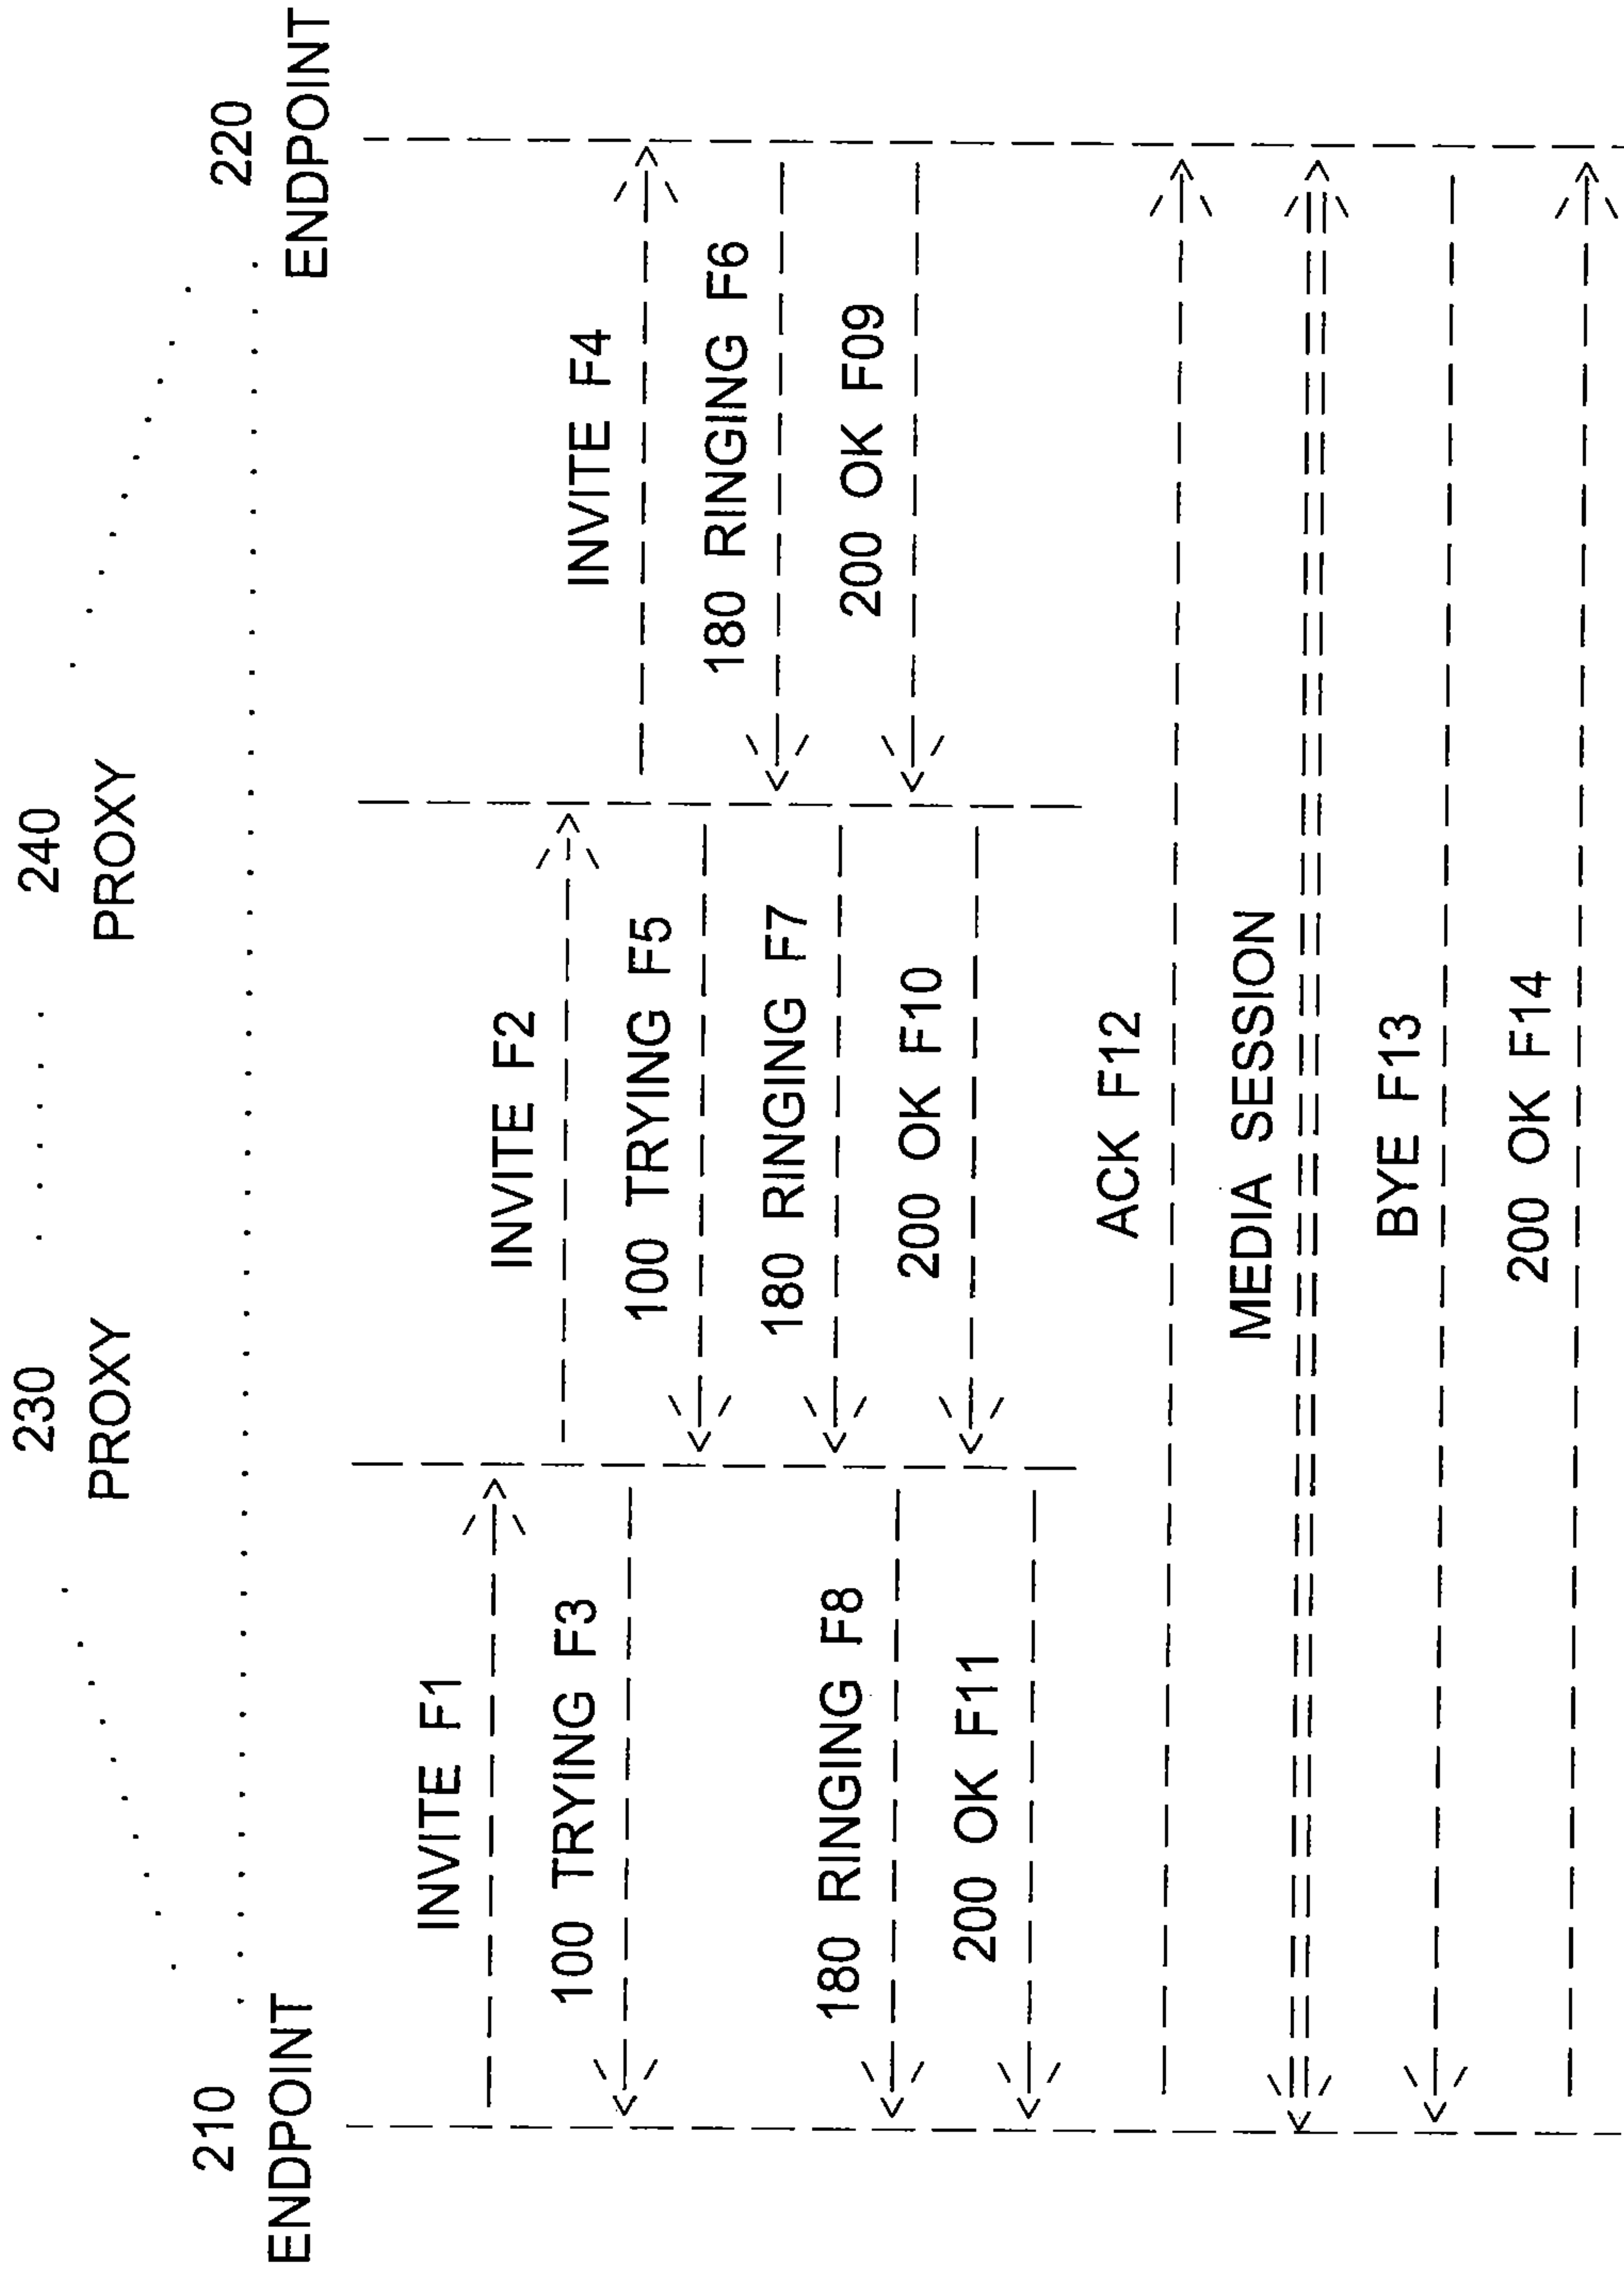 230
240
PROXY
PROXY
210
220
ENDPOINT
ENDPOINT
INVITE F1
INVITE F2
INVITE F4
100 TRYING F3
100 TRYING F5
180 RINGING F6
180 RINGING F7
180 RINGING F8
200 OK F09
200 OK F10
200 OK F11
ACK F12
MEDIA SESSION
BYE F13
200 OK F14